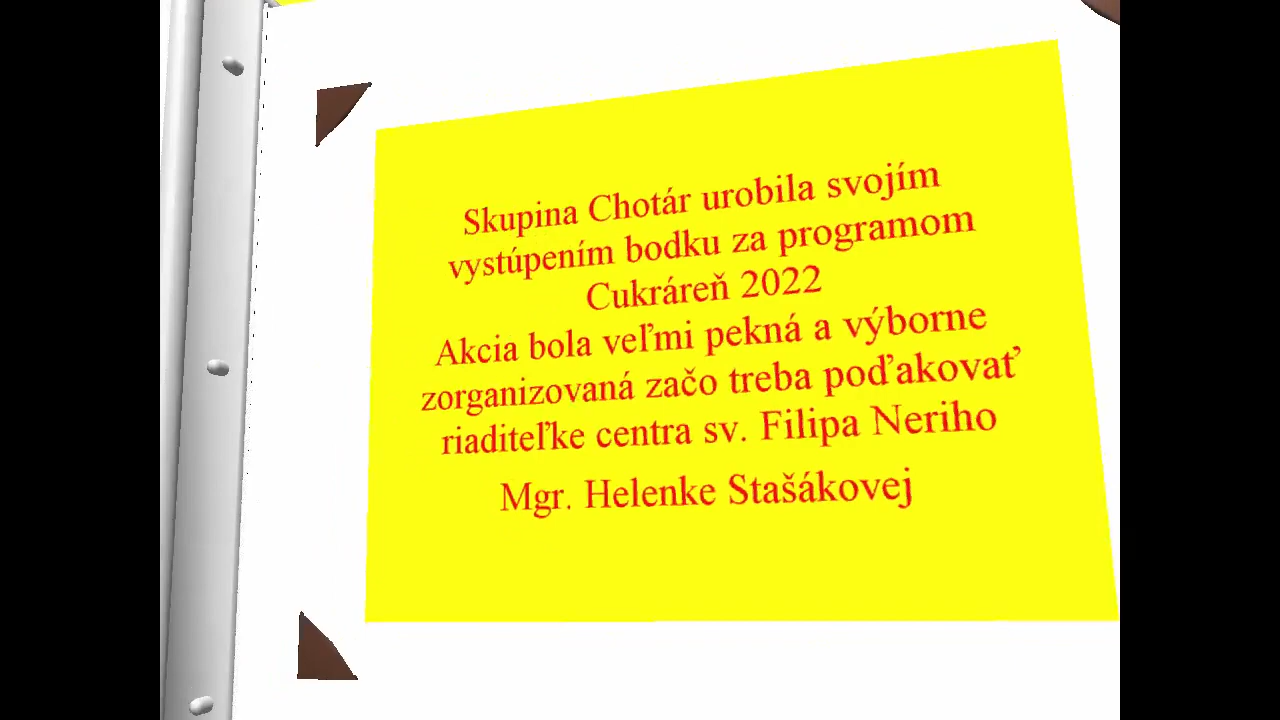 Skupina Chotár urobila svojím
vystúpením bodku za programom
Cukráreň 2022
Akcia bola veľmi pekná a výborne
zorganizovaná začo treba poďakovať
riaditeľke centra sv. Filipa Neriho
Mgr. Helenke Stašákovej